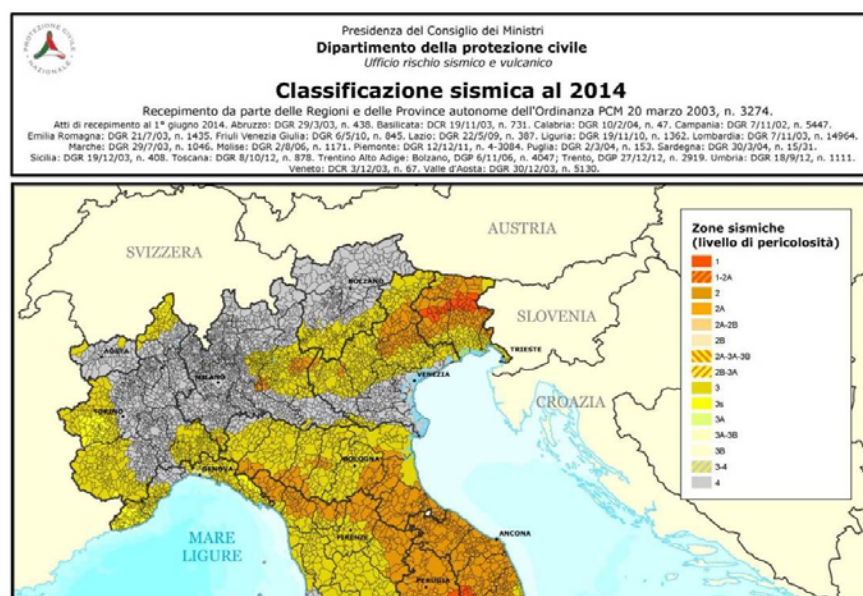 PROTEZIONE CIVILE
NAZIONALE
Presidenza del Consiglio dei Ministri
Dipartimento della protezione civile
Ufficio rischio sismico e vulcanico
Classificazione sismica al 2014
Recepimento da parte delle Regioni e delle Province autonome dell'Ordinanza PCM 20 marzo 2003, n. 3274.
Atti di recepimento al 1° giugno 2014. Abruzzo: DGR 29/3/03, n. 438. Basilicata: DCR 19/11/03, n. 731. Calabria: DGR 10/2/04, n. 47. Campania: DGR 7/11/02, n. 5447.
Emilia Romagna: DGR 21/7/03, n. 1435. Friuli Venezia Giulia: DGR 6/5/10, n. 845. Lazio: DGR 22/5/09, n. 387. Liguria: DGR 19/11/10, n. 1362. Lombardia: DGR 7/11/03, n. 14964.
Marche: DGR 29/7/03, n. 1046. Molise: DGR 2/8/06, n. 1171. Piemonte: DGR 12/12/11, n. 4-3084. Puglia: DGR 2/3/04, n. 153. Sardegna: DGR 30/3/04, n. 15/31.
Sicilia: DGR 19/12/03, n. 408. Toscana: DGR 8/10/12, n. 878. Trentino Alto Adige: Bolzano, DGP 6/11/06, n. 4047; Trento, DGP 27/12/12, n. 2919. Umbria: DGR 18/9/12, n. 1111.
Veneto: DCR 3/12/03, n. 67. Valle d'Aosta: DGR 30/12/03, n. 5130.
AUSTRIA
SVIZZERA
BOLZANO
SLOVENIA
TRIESTE
AOSTA
MILANO
VENEZIA
CROAZIA
TORINO
BOLOGNA
GENOVA
MARE
LIGURE
FIRENZE
ANCONA
PERUGIA
Zone sismiche
(livello di pericolosità)
1
1-2A
2
2A
2A-2B
2B
2A-3A-3B
2B-3A
3
3s
3A
3A-3B
3B
3-4
4